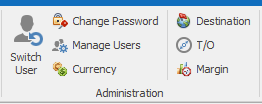 Switch
User
Change Password
Manage Users
Currency
Destination
T/O
Margin
Administration